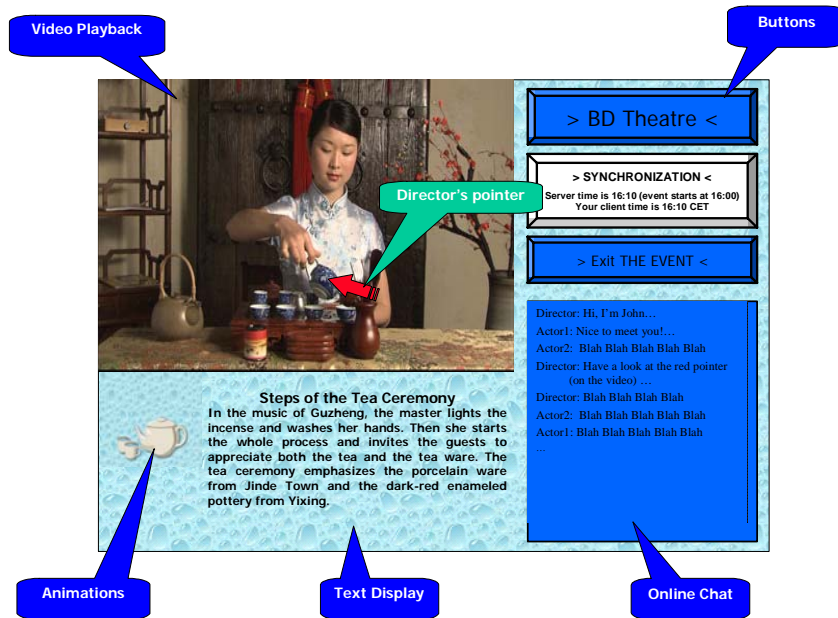 Video Playback
Buttons
> BD Theatre <
> SYNCHRONIZATION <
Server time is 16:10 (event starts at 16:00)
Your client time is 16:10 CET
Director's pointer
> Exit THE EVENT <
Director: Hi, I'm John…
Actor1: Nice to meet you!…
Actor2: Blah Blah Blah Blah
Director: Have a look at the red pointer
(on the video) …
Director: Blah Blah Blah Blah
Actor2: Blah Blah Blah Blah Blah
Actor1: Blah Blah Blah Blah Blah
...
Steps of the Tea Ceremony
In the music of Guzheng, the master lights the
incense and washes her hands. Then she starts
the whole process and invites the guests to
appreciate both the tea and the tea ware. The
tea ceremony emphasizes the porcelain ware
from Jinde Town and the dark-red enameled
pottery from Yixing.
Animations
Text Display
Online Chat